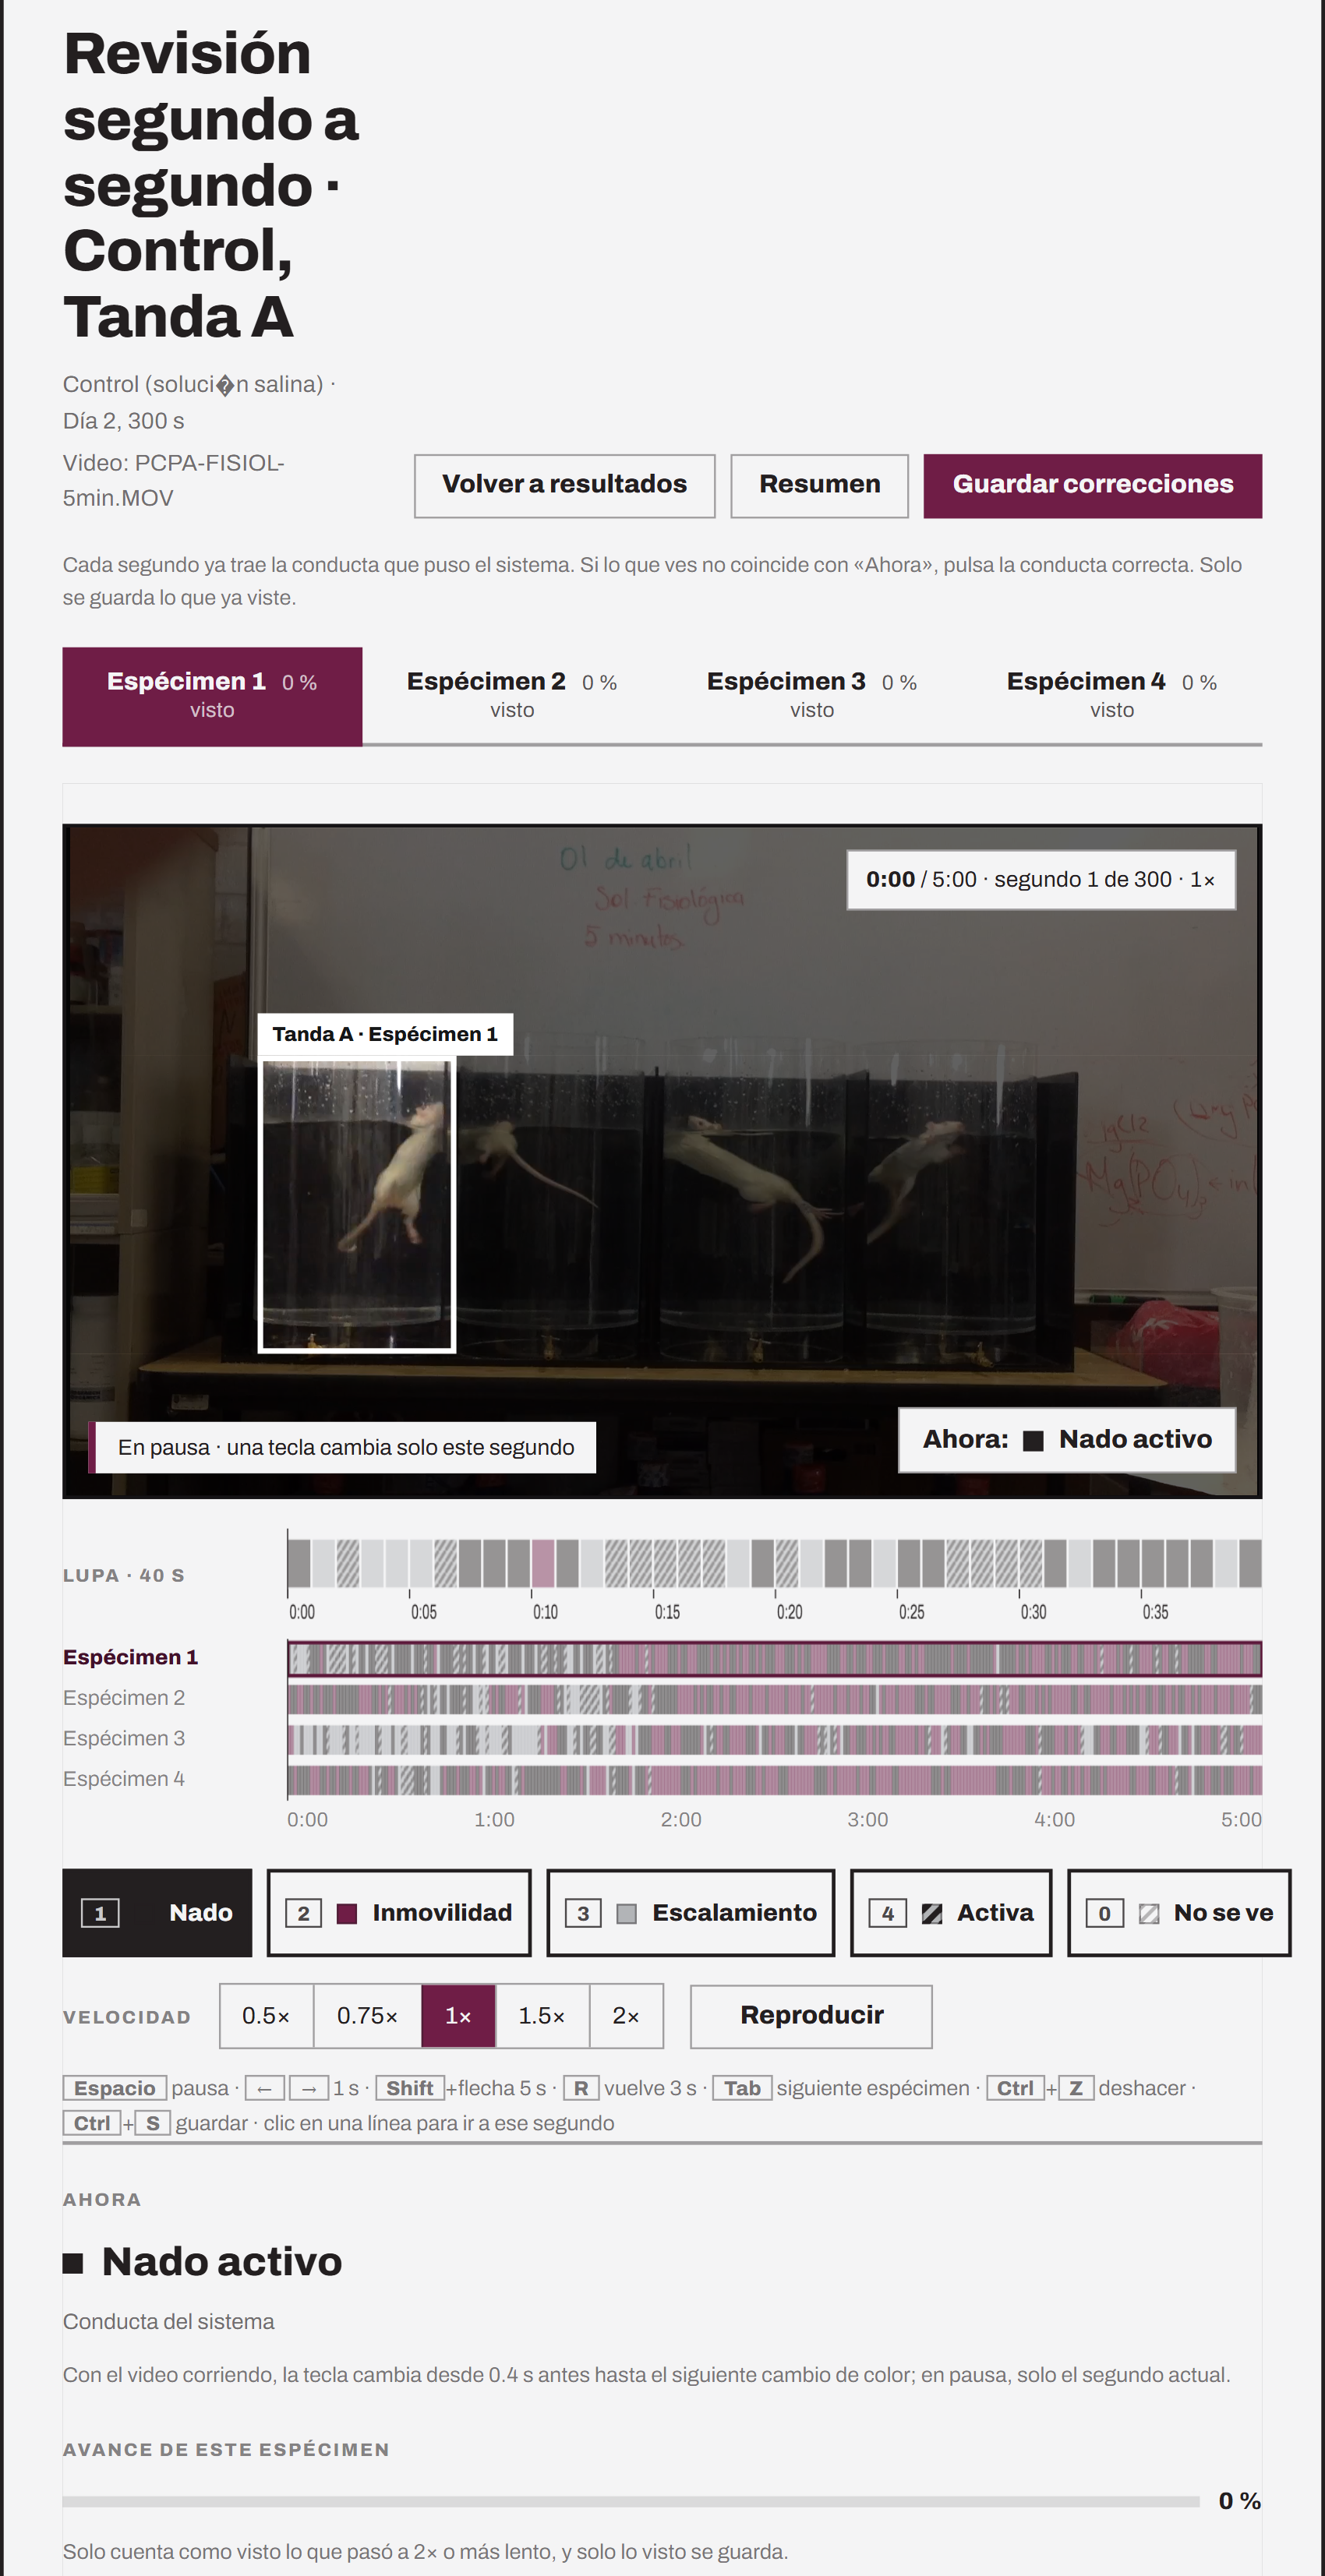 Revisión
segundo a
segundo ·
Control,
Tanda A
Control (soluci�n salina) ·
Día 2, 300 s
Video: PCPA-FISIOL-
5min.MOV
Volver a resultados
Resumen
Guardar correcciones
Cada segundo ya trae la conducta que puso el sistema. Si lo que ves no coincide con «Ahora», pulsa la conducta correcta. Solo
se guarda lo que ya viste.
Espécimen 1 0 %
visto
Espécimen 2 0 %
visto
Espécimen 3 0 %
visto
Espécimen 4 0 %
visto
01 de abril
Sol Fisiológica
5 minutos
0:00 / 5:00 · segundo 1 de 300 · 1×
Tanda A · Espécimen 1
En pausa · una tecla cambia solo este segundo
Ahora: Nado activo
LUPA · 40 S
0:00 0:05 0:10 0:15 0:20 0:25 0:30 0:35
Espécimen 1
Espécimen 2
Espécimen 3
Espécimen 4
0:00 1:00 2:00 3:00 4:00 5:00
1 Nado
2 Inmovilidad
3 Escalamiento
4 Activa
0 No se ve
VELOCIDAD 0.5× 0.75× 1× 1.5× 2× Reproducir
Espacio pausa · ← → 1 s · Shift +flecha 5 s · R vuelve 3 s · Tab siguiente espécimen · Ctrl + Z deshacer ·
Ctrl + S guardar · clic en una línea para ir a ese segundo
AHORA
Nado activo
Conducta del sistema
Con el video corriendo, la tecla cambia desde 0.4 s antes hasta el siguiente cambio de color; en pausa, solo el segundo actual.
AVANCE DE ESTE ESPÉCIMEN
0 %
Solo cuenta como visto lo que pasó a 2× o más lento, y solo lo visto se guarda.